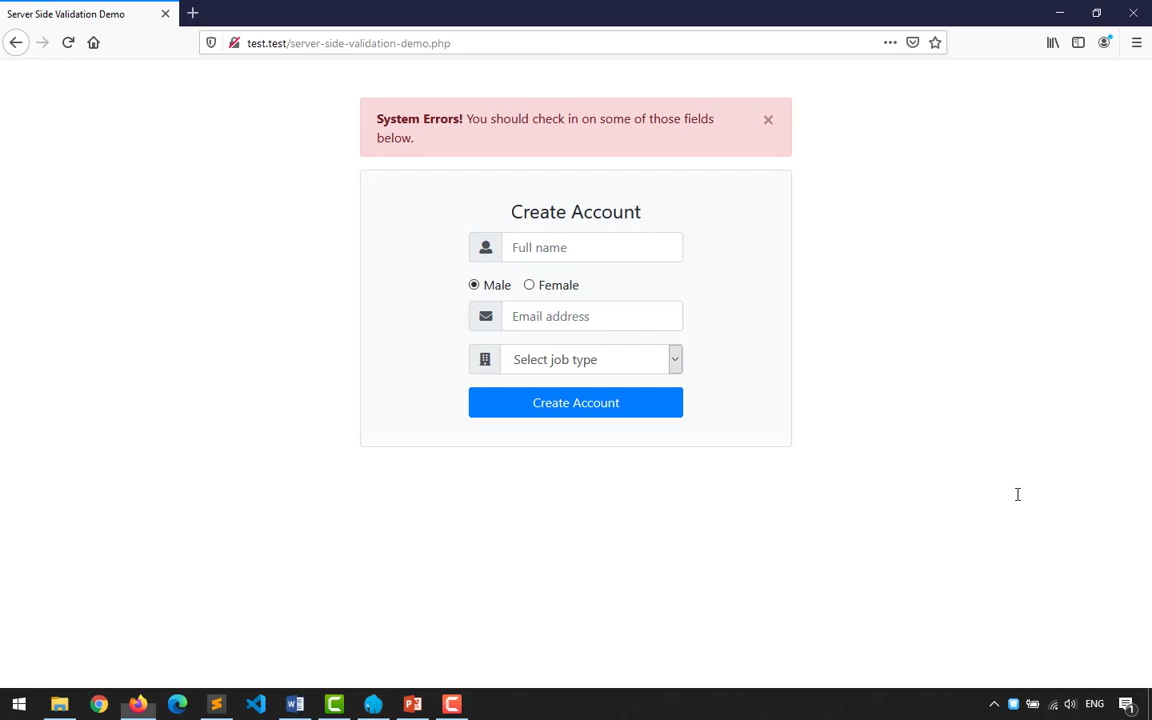 Server Side Validation Demo
test.test/server-side-validation-demo.php
System Errors! You should check in on some of those fields
below.
Create Account
Full name
Male Female
Email address
Select job type
Create Account
ENG